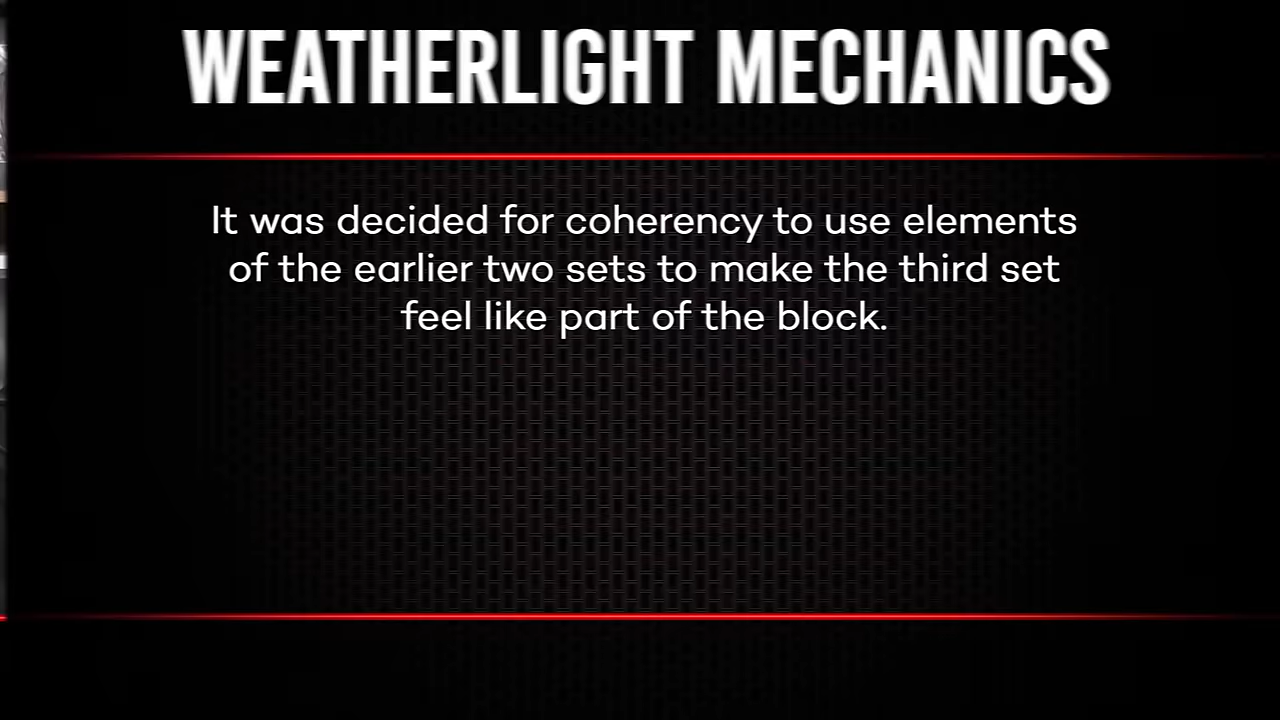 WEATHERLIGHT MECHANICS
It was decided for coherency to use elements
of the earlier two sets to make the third set
feel like part of the block.